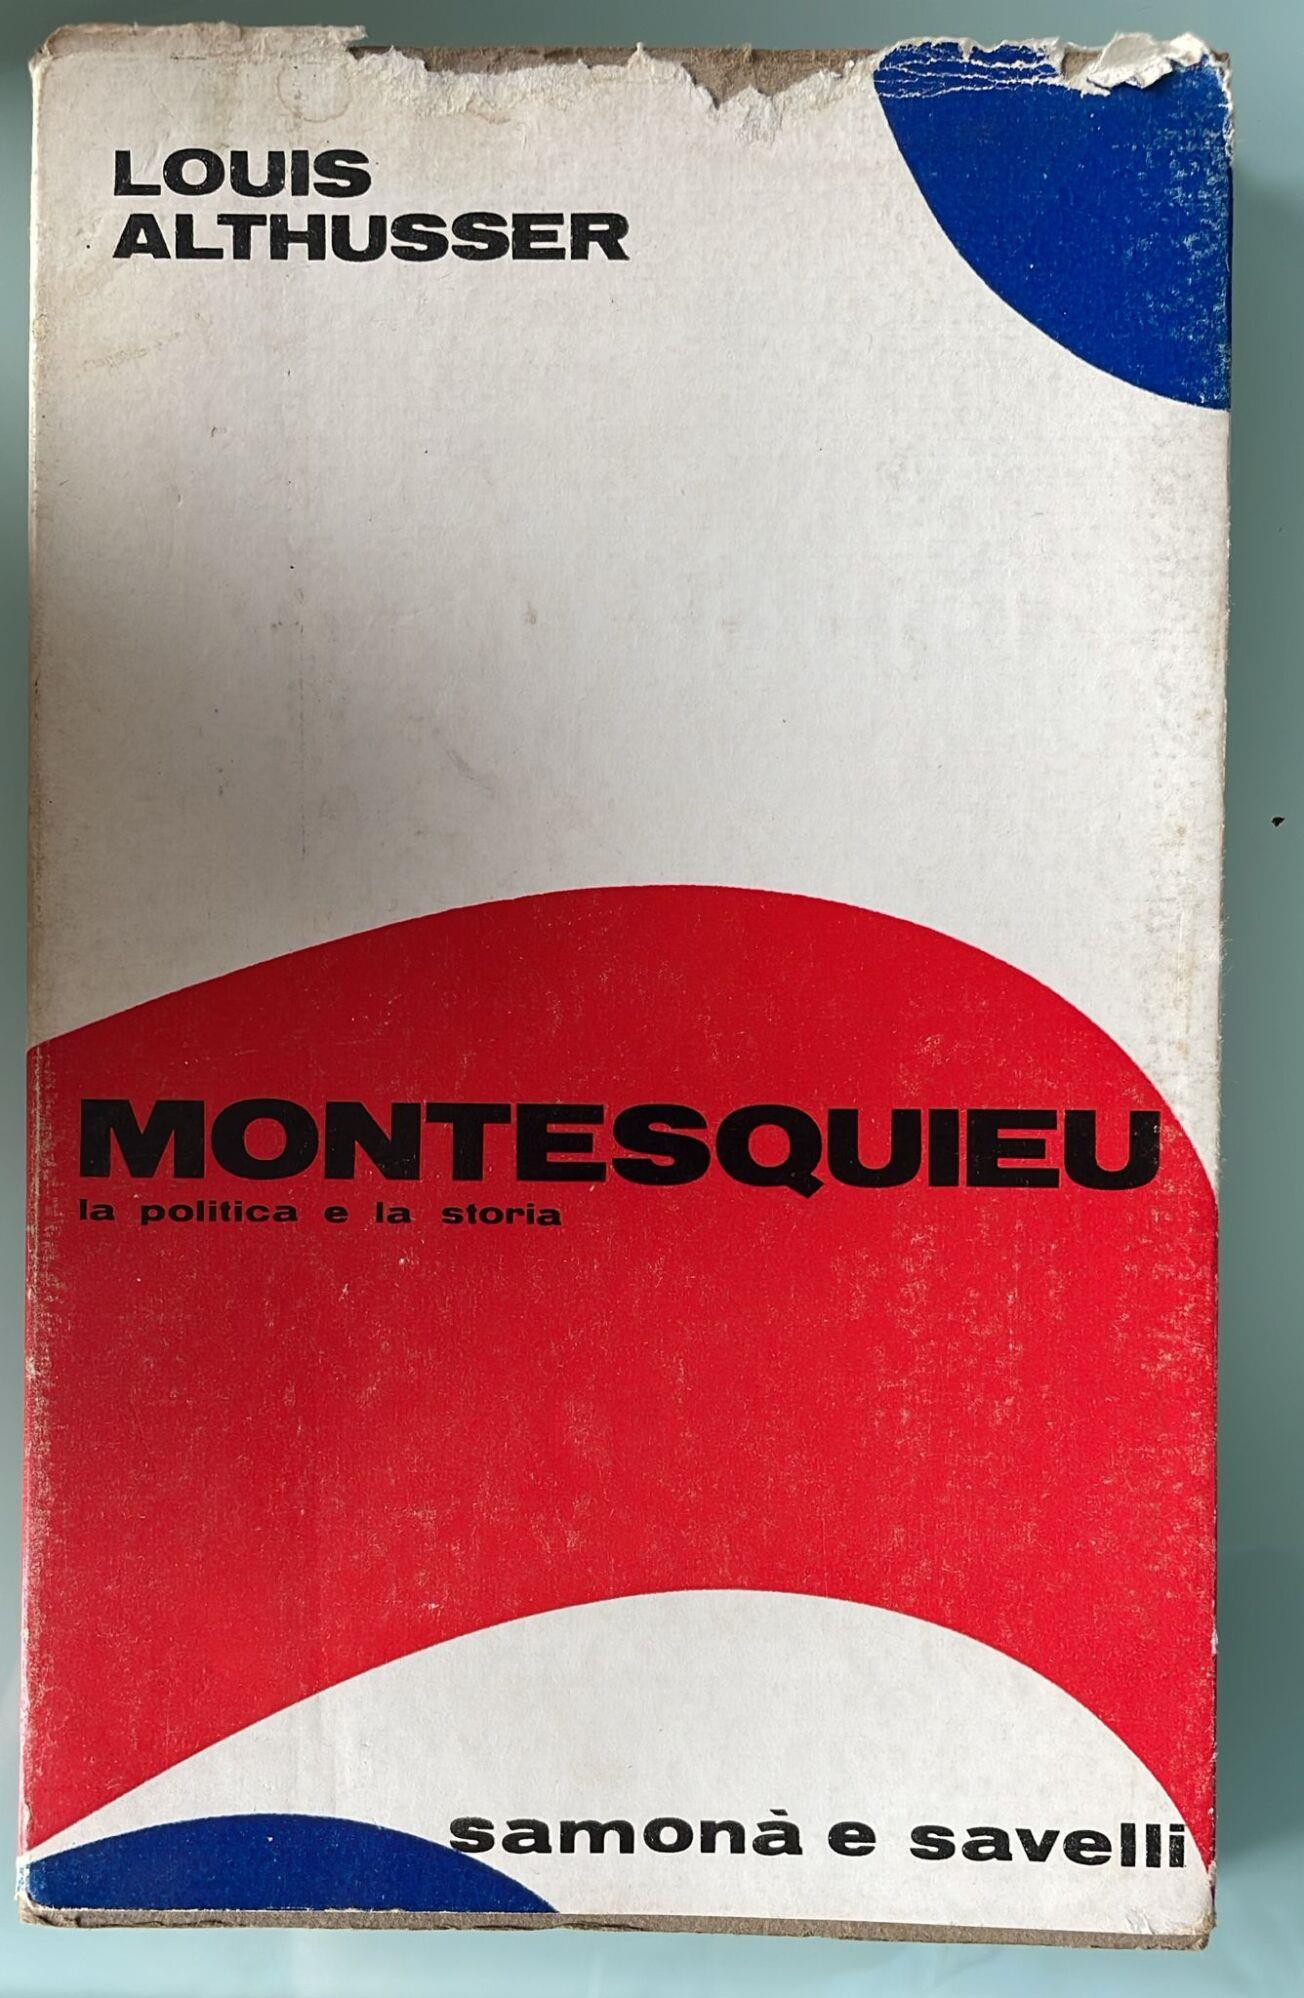 LOUIS
ALTHUSSER
MONTESQUIEU
la politica e la storia
samonà e savelli